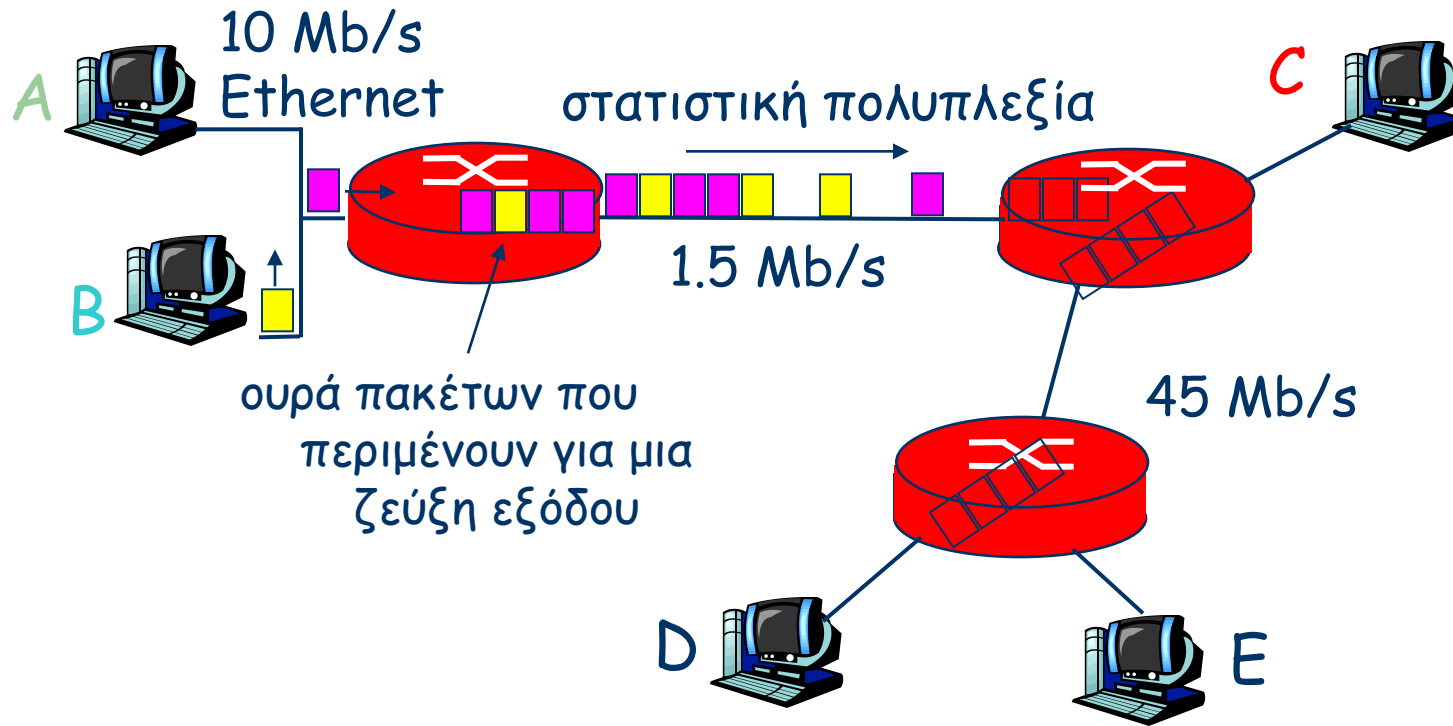 10 Mb/s
Ethernet
A
στατιστική πολυπλεξία
C
B
1.5 Mb/s
ουρά πακέτων που
περιμένουν για μια
ζεύξη εξόδου
45 Mb/s
D
E